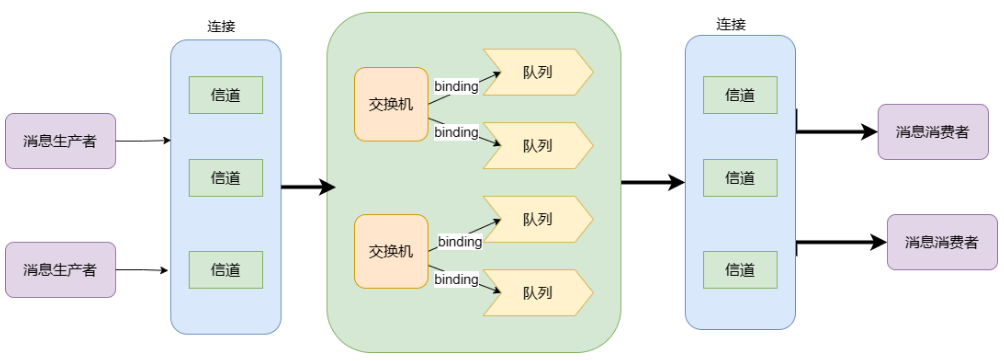 连接
连接
信道
队列
binding
信道
交换机
消息生产者
binding
消息消费者
队列
信道
信道
队列
交换机
binding
消息消费者
消息生产者
信道
binding
队列
信道